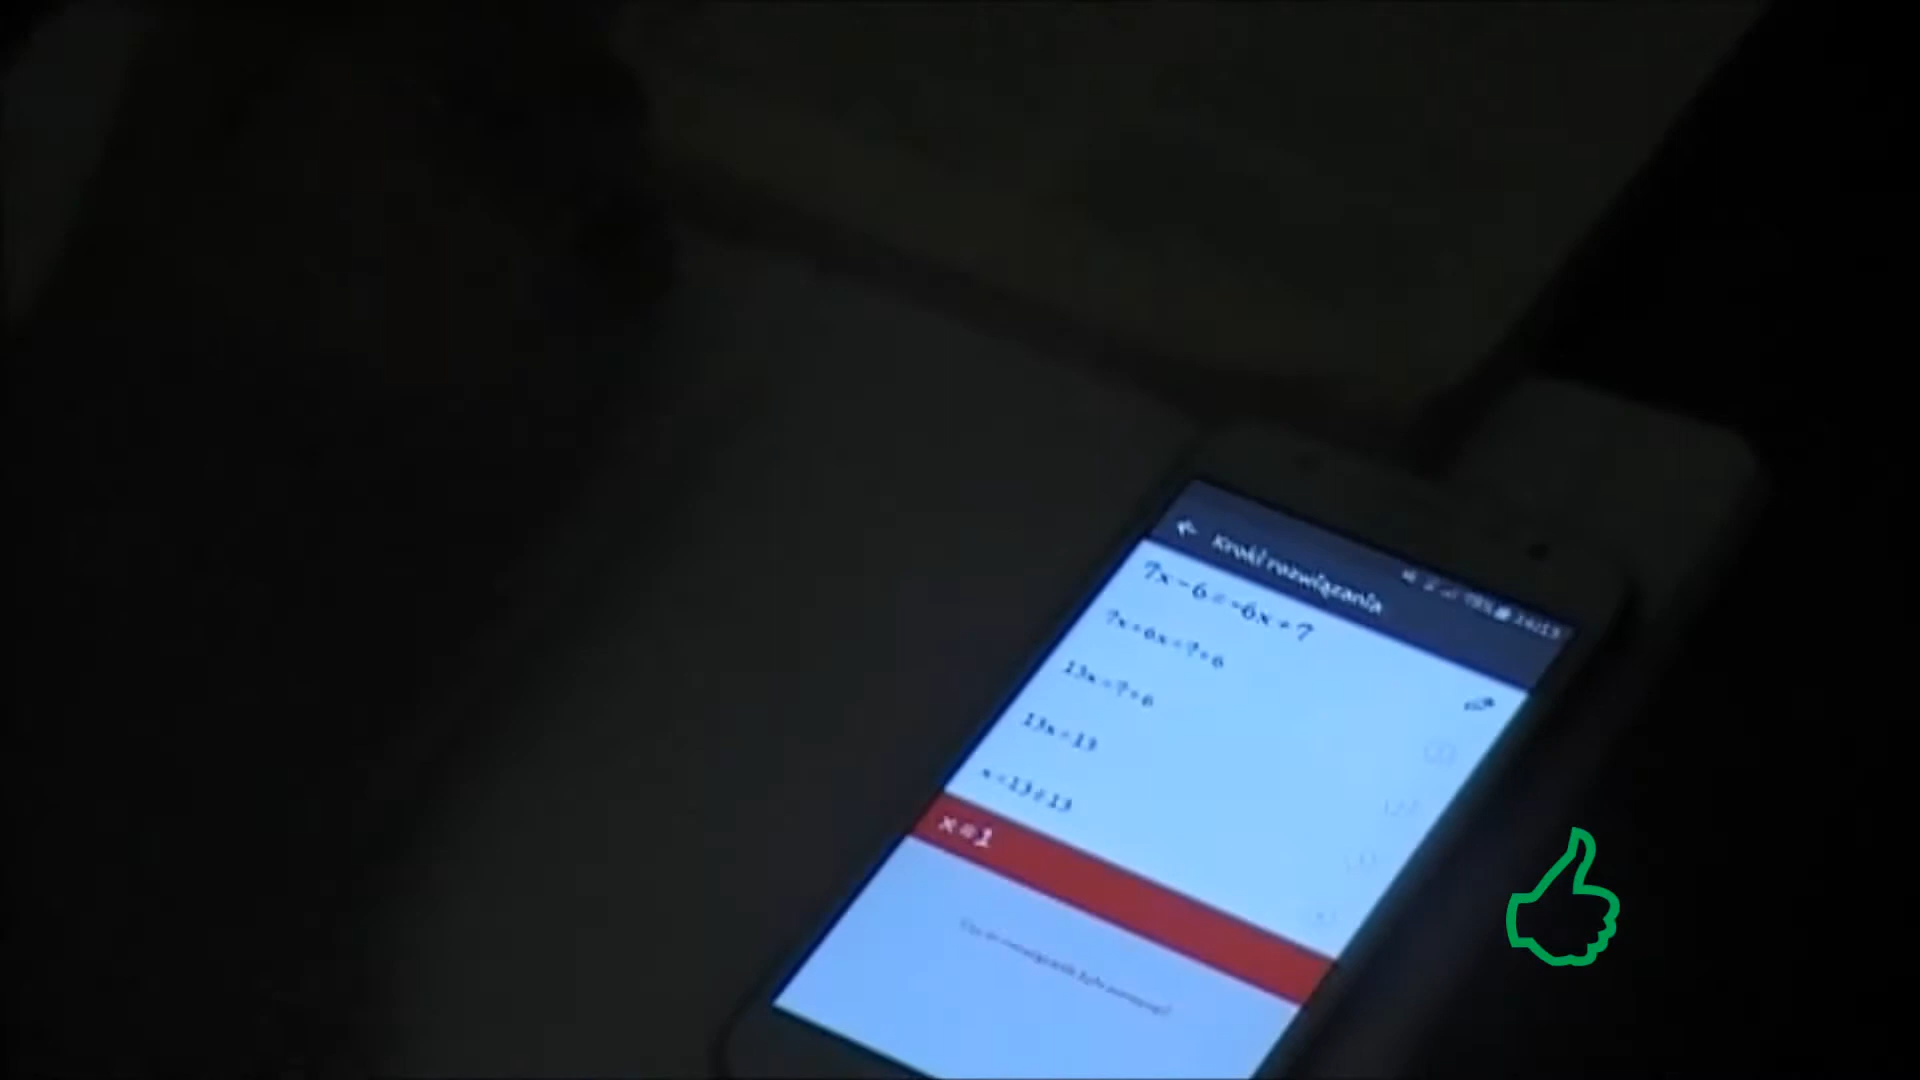 Kroki rozwiązania
7x-6=-6x+7
7x+6x=7+6
13x=7+6
13x=13
x=13÷13
x=1